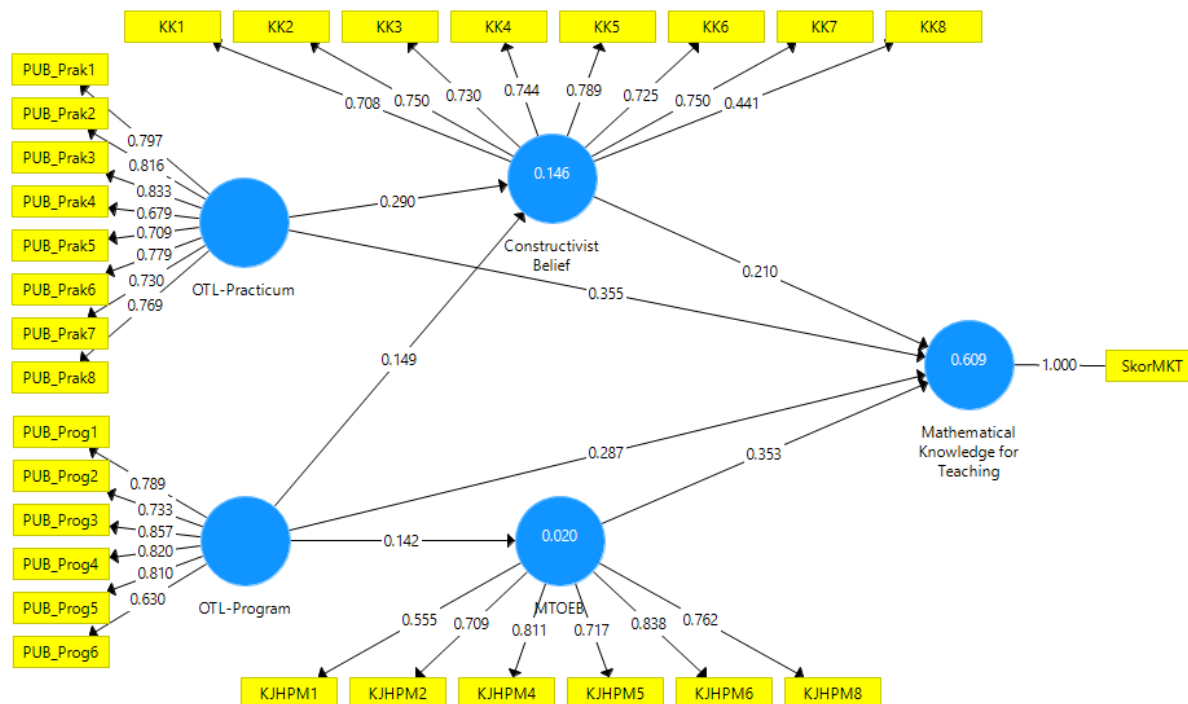 KK1
KK2
KK3
KK4
KK5
KK6
KK7
KK8
0.708
0.750
0.730
0.744
0.789
0.725
0.750
0.441
PUB_Prak1
PUB_Prak2
PUB_Prak3
PUB_Prak4
PUB_Prak5
PUB_Prak6
PUB_Prak7
PUB_Prak8
0.797
0.816
0.833
0.679
0.709
0.779
0.730
0.769
OTL-Practicum
0.290
0.146
Constructivist
Belief
0.210
0.355
0.149
0.609
1.000
SkorMKT
Mathematical
Knowledge for
Teaching
PUB_Prog1
PUB_Prog2
PUB_Prog3
PUB_Prog4
PUB_Prog5
PUB_Prog6
0.789
0.733
0.857
0.820
0.810
0.630
OTL-Program
0.287
0.353
0.142
0.020
MTOEB
0.555
0.709
0.811
0.717
0.838
0.762
KJHPM1
KJHPM2
KJHPM4
KJHPM5
KJHPM6
KJHPM8